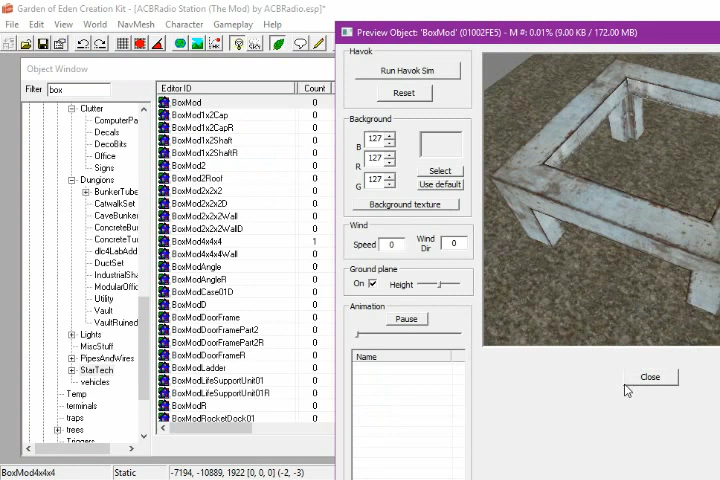 Garden of Eden Creation Kit - [ACBRadio Station (The Mod) by ACBRadio.esp]*
File Edit View World NavMesh Character Gameplay Help
Preview Object: 'BoxMod' (01002FE5) - M #: 0.01% (9.00 KB / 172.00 MB)
Object Window
Filter box
Clutter
ComputerPa
Decals
DecoBits
Office
Signs
Dungions
BunkerTube
CatwalkSet
CaveBunker
ConcreteBun
ConcreteTur
dlc4LabAdd
DuctSet
IndustrialSha
ModularOffic
Utility
Vault
VaultRuined
Lights
MiscStuff
PipesAndWires
StarTech
vehicles
Temp
terminals
traps
trees
Triggers
Editor ID Count
BoxMod 0
BoxMod1x2Cap 0
BoxMod1x2CapR 0
BoxMod1x2Shaft 0
BoxMod1x2ShaftR 0
BoxMod2 0
BoxMod2Roof 0
BoxMod2x2x2 0
BoxMod2x2x2D 0
BoxMod2x2x2Wall 0
BoxMod2x2x2WallD 0
BoxMod4x4x4 1
BoxMod4x4x4Wall 0
BoxModAngle 0
BoxModAngleR 0
BoxModCase01D 0
BoxModD 0
BoxModDoorFrame 0
BoxModDoorFramePart2 0
BoxModDoorFramePart2R 0
BoxModDoorFrameR 0
BoxModLadder 0
BoxModLifeSupportUnit01 0
BoxModLifeSupportUnit01R 0
BoxModR 0
BoxModRocketDock01 0
Havok
Run Havok Sim
Reset
Background
B 127
R 127
G 127
Select
Use default
Background texture
Wind
Speed 0 Wind Dir 0
Ground plane
On Height
Animation
Pause
Name
Close
BoxMod4x4x4 Static -7194, -10889, 1922 [0, 0, 0] (-2, -3)